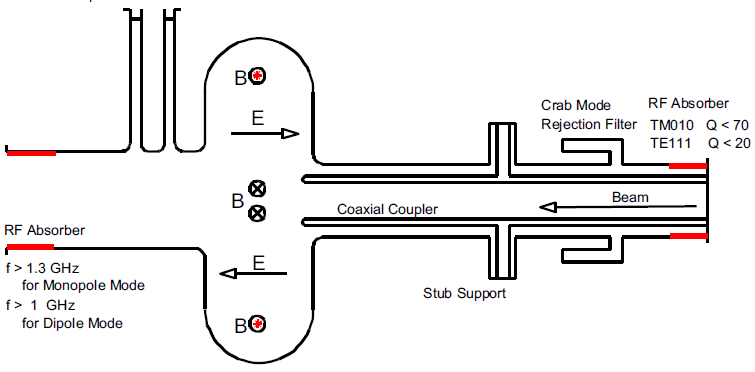 B
E
Crab Mode
Rejection Filter
RF Absorber
TM010 Q < 70
TE111 Q < 20
B
Coaxial Coupler
Beam
RF Absorber
f > 1.3 GHz
for Monopole Mode
f > 1 GHz
for Dipole Mode
E
Stub Support
B